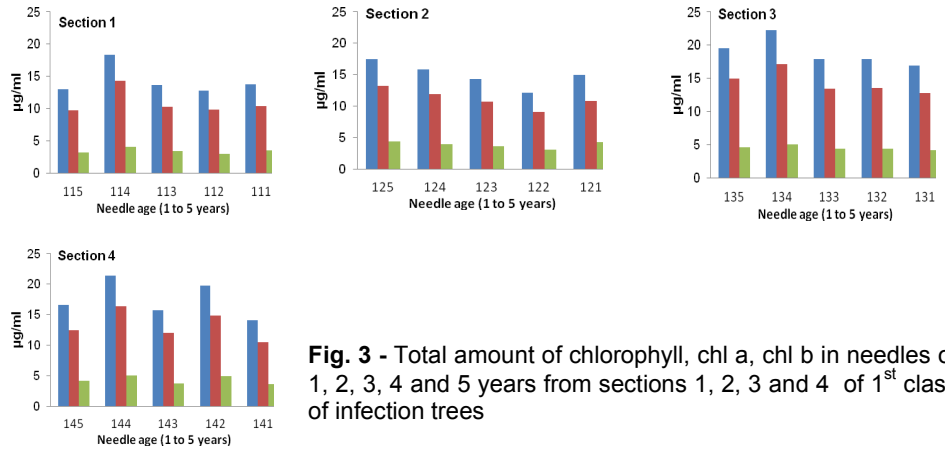 Section 1
25
20
15
10
5
0
µg/ml
115 114 113 112 111
Needle age (1 to 5 years)
Section 2
25
20
15
10
5
0
µg/ml
125 124 123 122 121
Needle age (1 to 5 years)
Section 3
25
20
15
10
5
0
µg/ml
135 134 133 132 131
Needle age (1 to 5 years)
Section 4
25
20
15
10
5
0
µg/ml
145 144 143 142 141
Needle age (1 to 5 years)
Fig. 3 - Total amount of chlorophyll, chl a, chl b in needles
1, 2, 3, 4 and 5 years from sections 1, 2, 3 and 4 of 1st clas
of infection trees